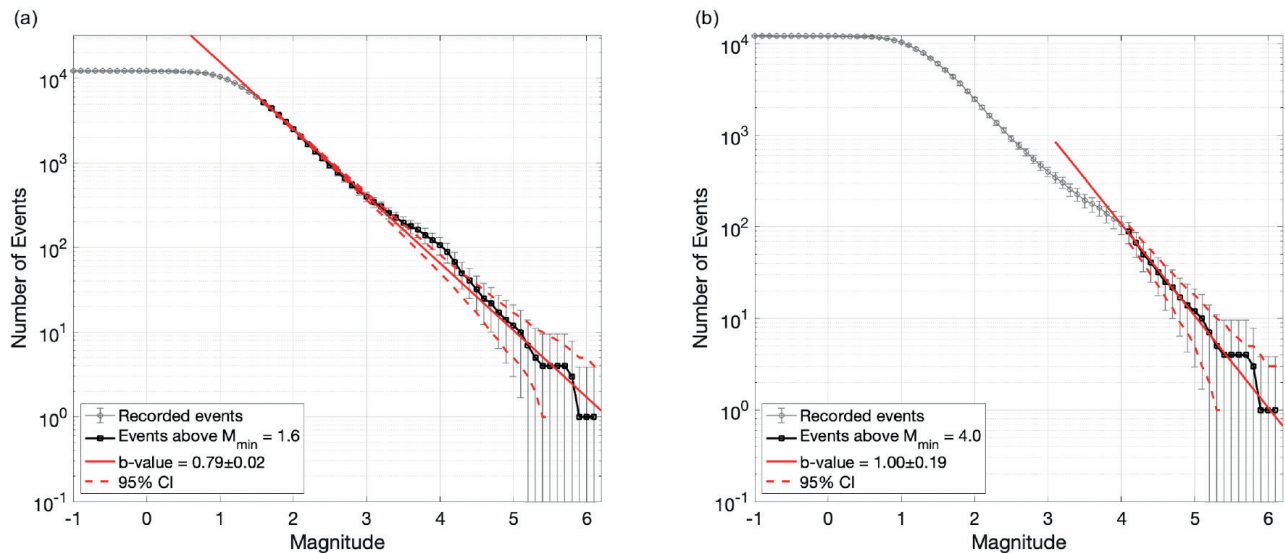 (a)
10^4
10^3
10^2
10^1
10^0
10^-1
Number of Events
Recorded events
Events above M_min = 1.6
b-value = 0.79±0.02
95% CI
-1 0 1 2 3 4 5 6
Magnitude
(b)
10^4
10^3
10^2
10^1
10^0
10^-1
Number of Events
Recorded events
Events above M_min = 4.0
b-value = 1.00±0.19
95% CI
-1 0 1 2 3 4 5 6
Magnitude